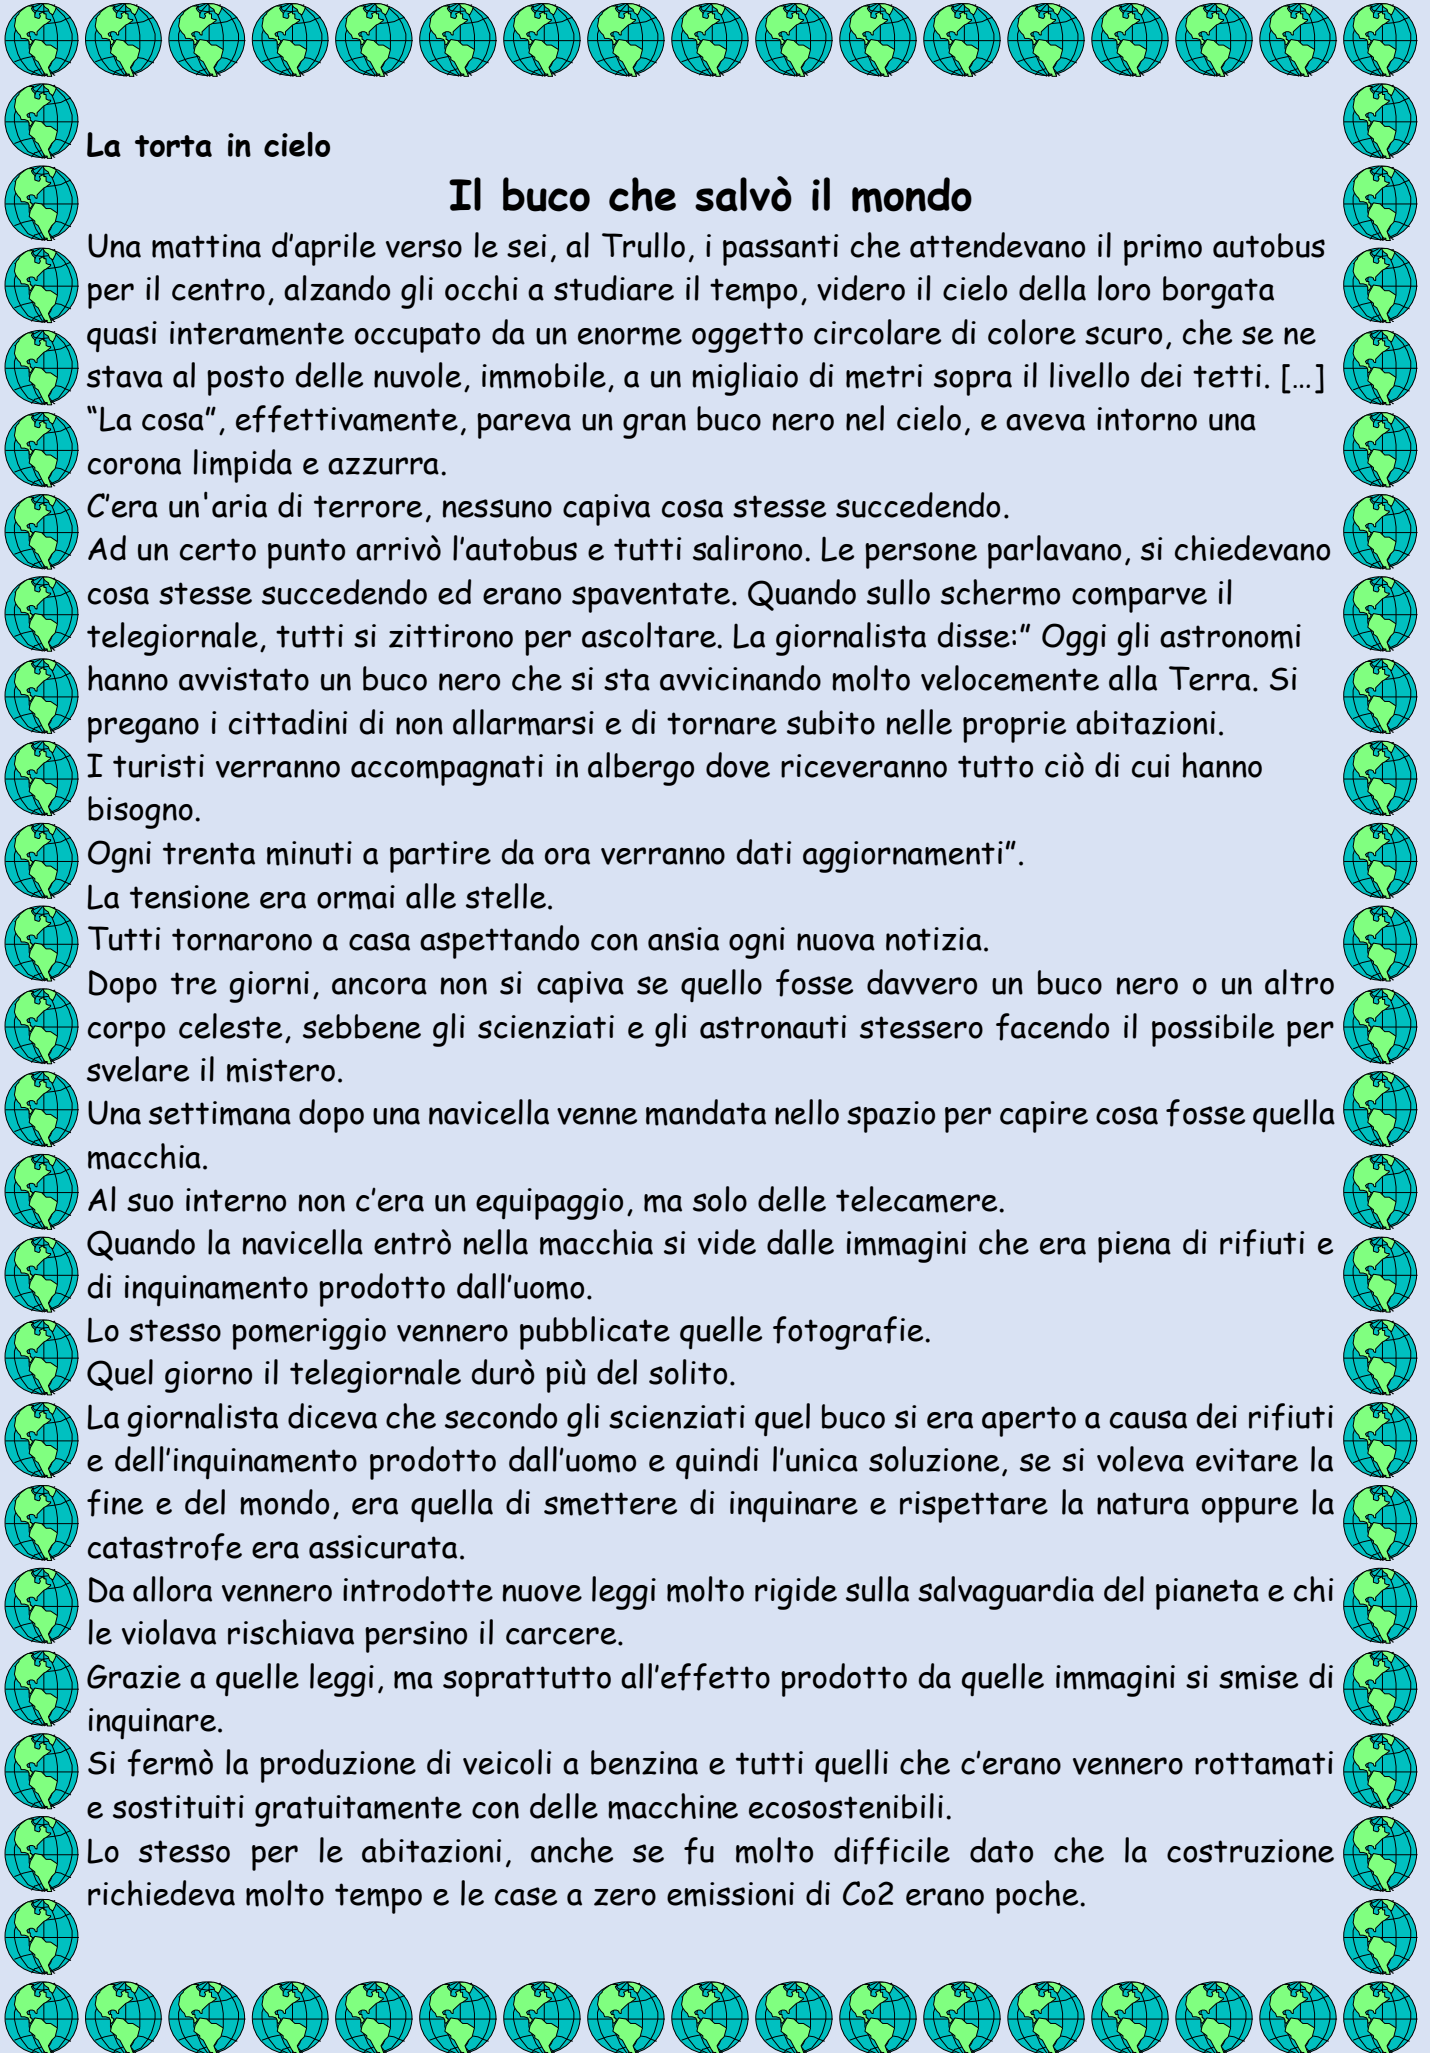 La torta in cielo
Il buco che salvò il mondo
Una mattina d’aprile verso le sei, al Trullo, i passanti che attendevano il primo autobus
per il centro, alzando gli occhi a studiare il tempo, videro il cielo della loro borgata
quasi interamente occupato da un enorme oggetto circolare di colore scuro, che se ne
stava al posto delle nuvole, immobile, a un migliaio di metri sopra il livello dei tetti. […]
“La cosa”, effettivamente, pareva un gran buco nero nel cielo, e aveva intorno una
corona limpida e azzurra.
C’era un'aria di terrore, nessuno capiva cosa stesse succedendo.
Ad un certo punto arrivò l’autobus e tutti salirono. Le persone parlavano, si chiedevano
cosa stesse succedendo ed erano spaventate. Quando sullo schermo comparve il
telegiornale, tutti si zittirono per ascoltare. La giornalista disse:” Oggi gli astronomi
hanno avvistato un buco nero che si sta avvicinando molto velocemente alla Terra. Si
pregano i cittadini di non allarmarsi e di tornare subito nelle proprie abitazioni.
I turisti verranno accompagnati in albergo dove riceveranno tutto ciò di cui hanno
bisogno.
Ogni trenta minuti a partire da ora verranno dati aggiornamenti”.
La tensione era ormai alle stelle.
Tutti tornarono a casa aspettando con ansia ogni nuova notizia.
Dopo tre giorni, ancora non si capiva se quello fosse davvero un buco nero o un altro
corpo celeste, sebbene gli scienziati e gli astronauti stessero facendo il possibile per
svelare il mistero.
Una settimana dopo una navicella venne mandata nello spazio per capire cosa fosse quella
macchia.
Al suo interno non c’era un equipaggio, ma solo delle telecamere.
Quando la navicella entrò nella macchia si vide dalle immagini che era piena di rifiuti e
di inquinamento prodotto dall’uomo.
Lo stesso pomeriggio vennero pubblicate quelle fotografie.
Quel giorno il telegiornale durò più del solito.
La giornalista diceva che secondo gli scienziati quel buco si era aperto a causa dei rifiuti
e dell’inquinamento prodotto dall’uomo e quindi l’unica soluzione, se si voleva evitare la
fine e del mondo, era quella di smettere di inquinare e rispettare la natura oppure la
catastrofe era assicurata.
Da allora vennero introdotte nuove leggi molto rigide sulla salvaguardia del pianeta e chi
le violava rischiava persino il carcere.
Grazie a quelle leggi, ma soprattutto all’effetto prodotto da quelle immagini si smise di
inquinare.
Si fermò la produzione di veicoli a benzina e tutti quelli che c’erano vennero rottamati
e sostituiti gratuitamente con delle macchine ecosostenibili.
Lo stesso per le abitazioni, anche se fu molto difficile dato che la costruzione
richiedeva molto tempo e le case a zero emissioni di Co2 erano poche.